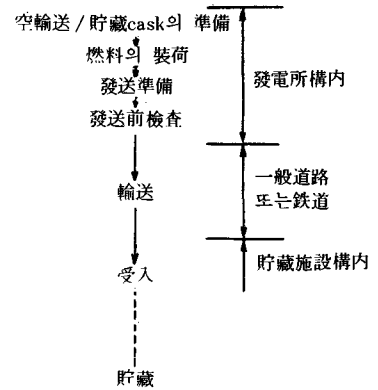 空輸送/貯藏cask의 準備
燃料의 裝荷
發送準備
發送前檢査
發電所構內
輸送
一般道路
또는鉄道
受入
貯藏施設構內
貯藏